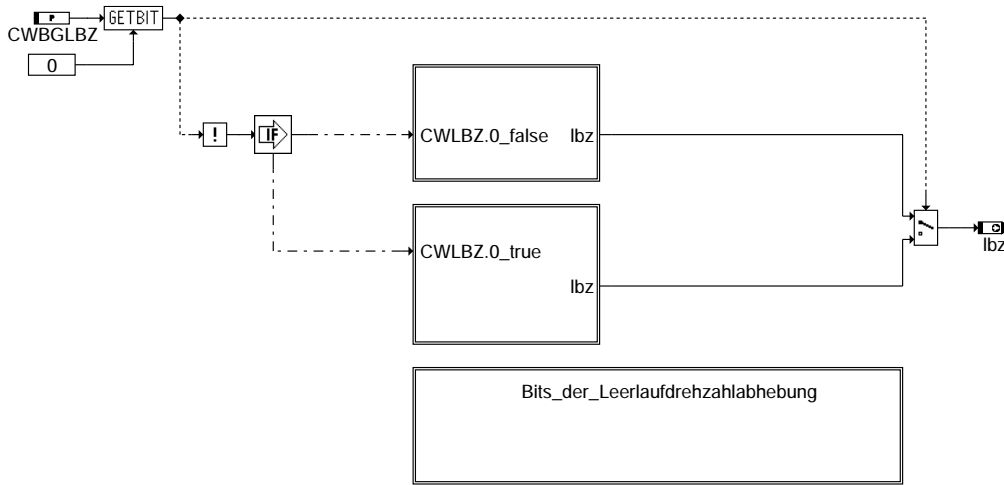 P
GETBIT
CWBGLBZ
0
!
IF
CWLBZ.0_false lbz
CWLBZ.0_true
lbz
lbz
Bits_der_Leerlaufdrehzahlabhebung